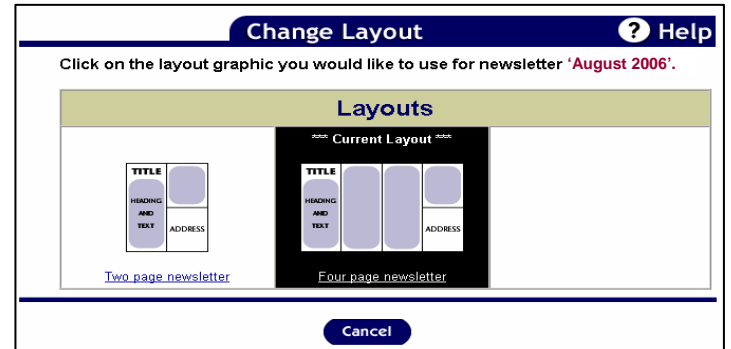 Change Layout
? Help
Click on the layout graphic you would like to use for newsletter ‘August 2006’.
Layouts
*** Current Layout ***
TITLE
HEADING
AND
TEXT
ADDRESS
TITLE
HEADING
AND
TEXT
ADDRESS
Two page newsletter
Four page newsletter
Cancel